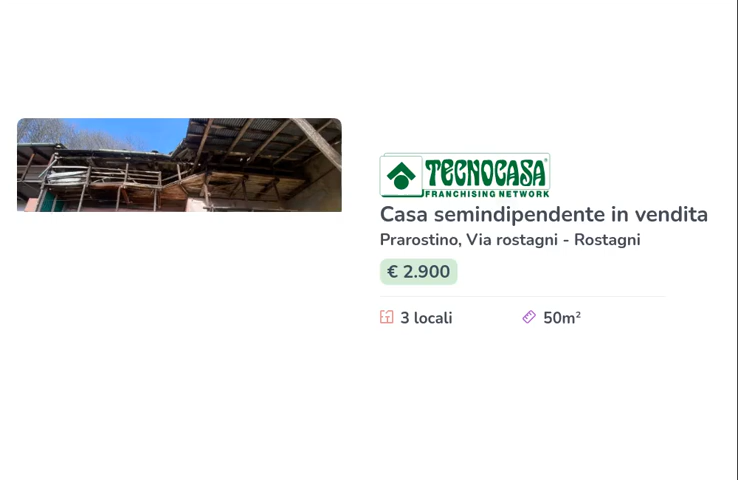 TECNOCASA®
FRANCHISING NETWORK
Casa semindipendente in vendita
Prarostino, Via rostagni - Rostagni
€ 2.900
3 locali
50m²